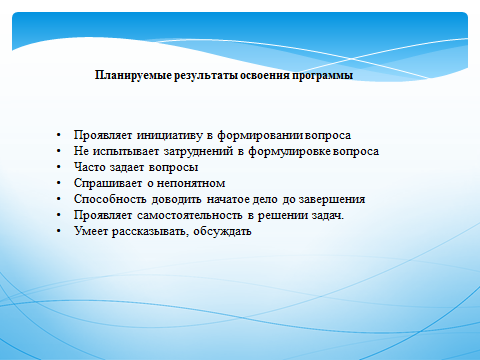 Планируемые результаты освоения программы
• Проявляет инициативу в формировании вопроса
• Не испытывает затруднений в формулировке вопроса
• Часто задает вопросы
• Спрашивает о непонятном
• Способность доводить начатое дело до завершения
• Проявляет самостоятельность в решении задач.
• Умеет рассказывать, обсуждать